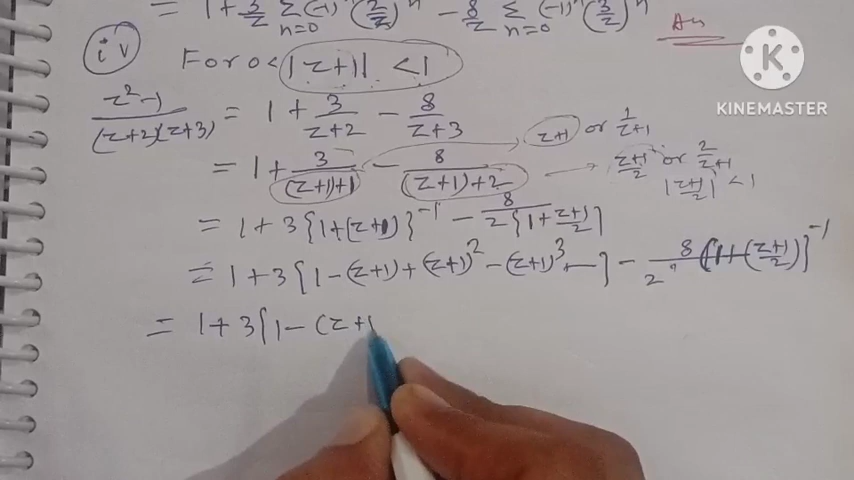 = 1 + 3/z Σ n=0 (-1)ⁿ (2/z)ⁿ - 8/z Σ n=0 (-1)ⁿ (3/z)ⁿ
iv For 0 < |z+1| < 1
KINEMASTER
(z²-1)/((z+2)(z+3)) = 1 + 3/(z+2) - 8/(z+3) z+1 or 1/(z+1)
= 1 + 3/((z+1)+1) - 8/((z+1)+2) (z+1)/2 or 2/(z+1)
|(z+1)/2| < 1
= 1 + 3{1+(z+1)}⁻¹ - 8/(2{1+(z+1)/2})
= 1 + 3{1-(z+1)+(z+1)²-(z+1)³ — } - 8/2 {1+((z+1)/2)}⁻¹
= 1 + 3{1-(z+1